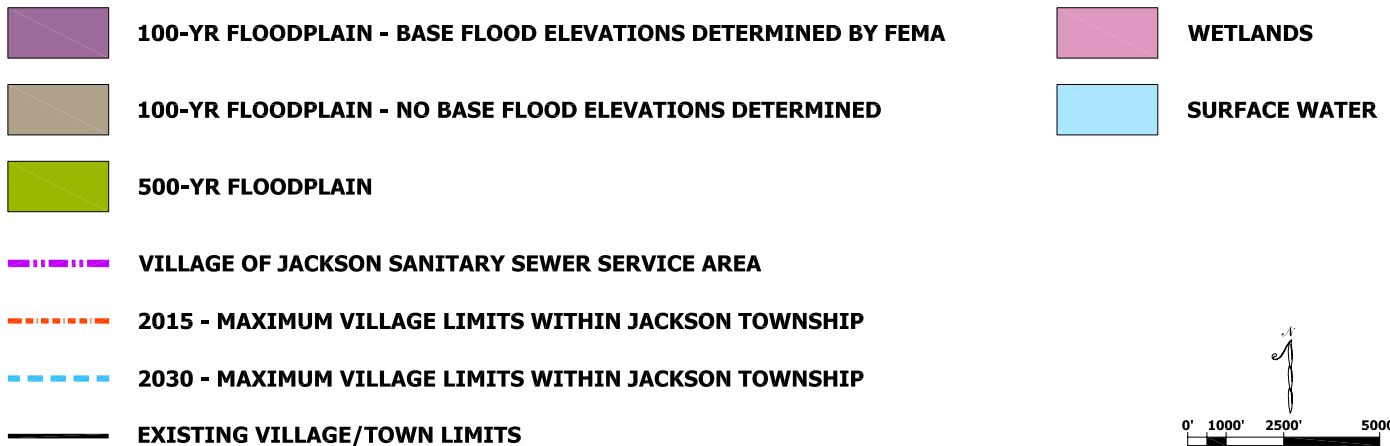 100-YR FLOODPLAIN - BASE FLOOD ELEVATIONS DETERMINED BY FEMA
100-YR FLOODPLAIN - NO BASE FLOOD ELEVATIONS DETERMINED
500-YR FLOODPLAIN
VILLAGE OF JACKSON SANITARY SEWER SERVICE AREA
2015 - MAXIMUM VILLAGE LIMITS WITHIN JACKSON TOWNSHIP
2030 - MAXIMUM VILLAGE LIMITS WITHIN JACKSON TOWNSHIP
EXISTING VILLAGE/TOWN LIMITS
WETLANDS
SURFACE WATER
N
0' 1000' 2500' 5000'